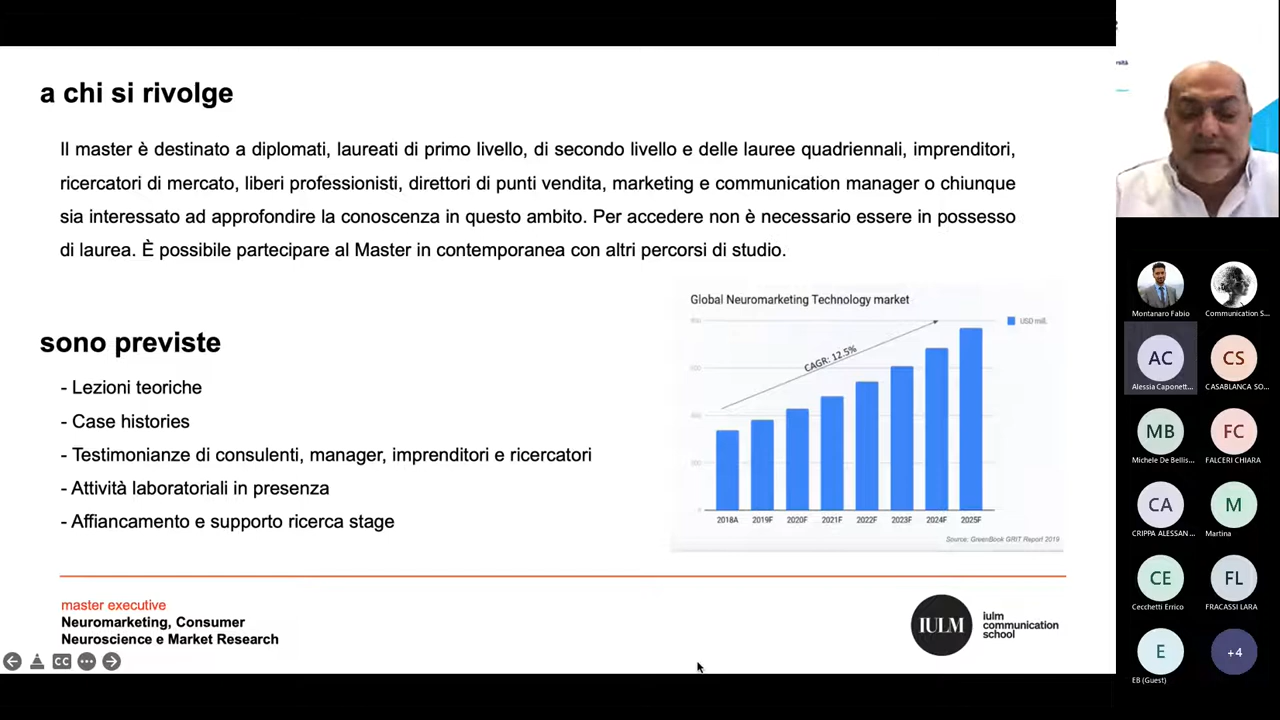 a chi si rivolge
Il master è destinato a diplomati, laureati di primo livello, di secondo livello e delle lauree quadriennali, imprenditori,
ricercatori di mercato, liberi professionisti, direttori di punti vendita, marketing e communication manager o chiunque
sia interessato ad approfondire la conoscenza in questo ambito. Per accedere non è necessario essere in possesso
di laurea. È possibile partecipare al Master in contemporanea con altri percorsi di studio.
sono previste
- Lezioni teoriche
- Case histories
- Testimonianze di consulenti, manager, imprenditori e ricercatori
- Attività laboratoriali in presenza
- Affiancamento e supporto ricerca stage
Global Neuromarketing Technology market
USD mill.
CAGR: 12.5%
2018A 2019F 2020F 2021F 2022F 2023F 2024F 2025F
Source: GreenBook GRIT Report 2019
master executive
Neuromarketing, Consumer
Neuroscience e Market Research
IULM
iulm
communication
school
CC
Montanaro Fabio
Communication S...
AC
Alessia Caponett...
CS
CASABLANCA SO...
MB
Michele De Bellis...
FC
FALCERI CHIARA
CA
CRIPPA ALESSAN...
M
Martina
CE
Cecchetti Errico
FL
FRACASSI LARA
E
EB (Guest)
+4